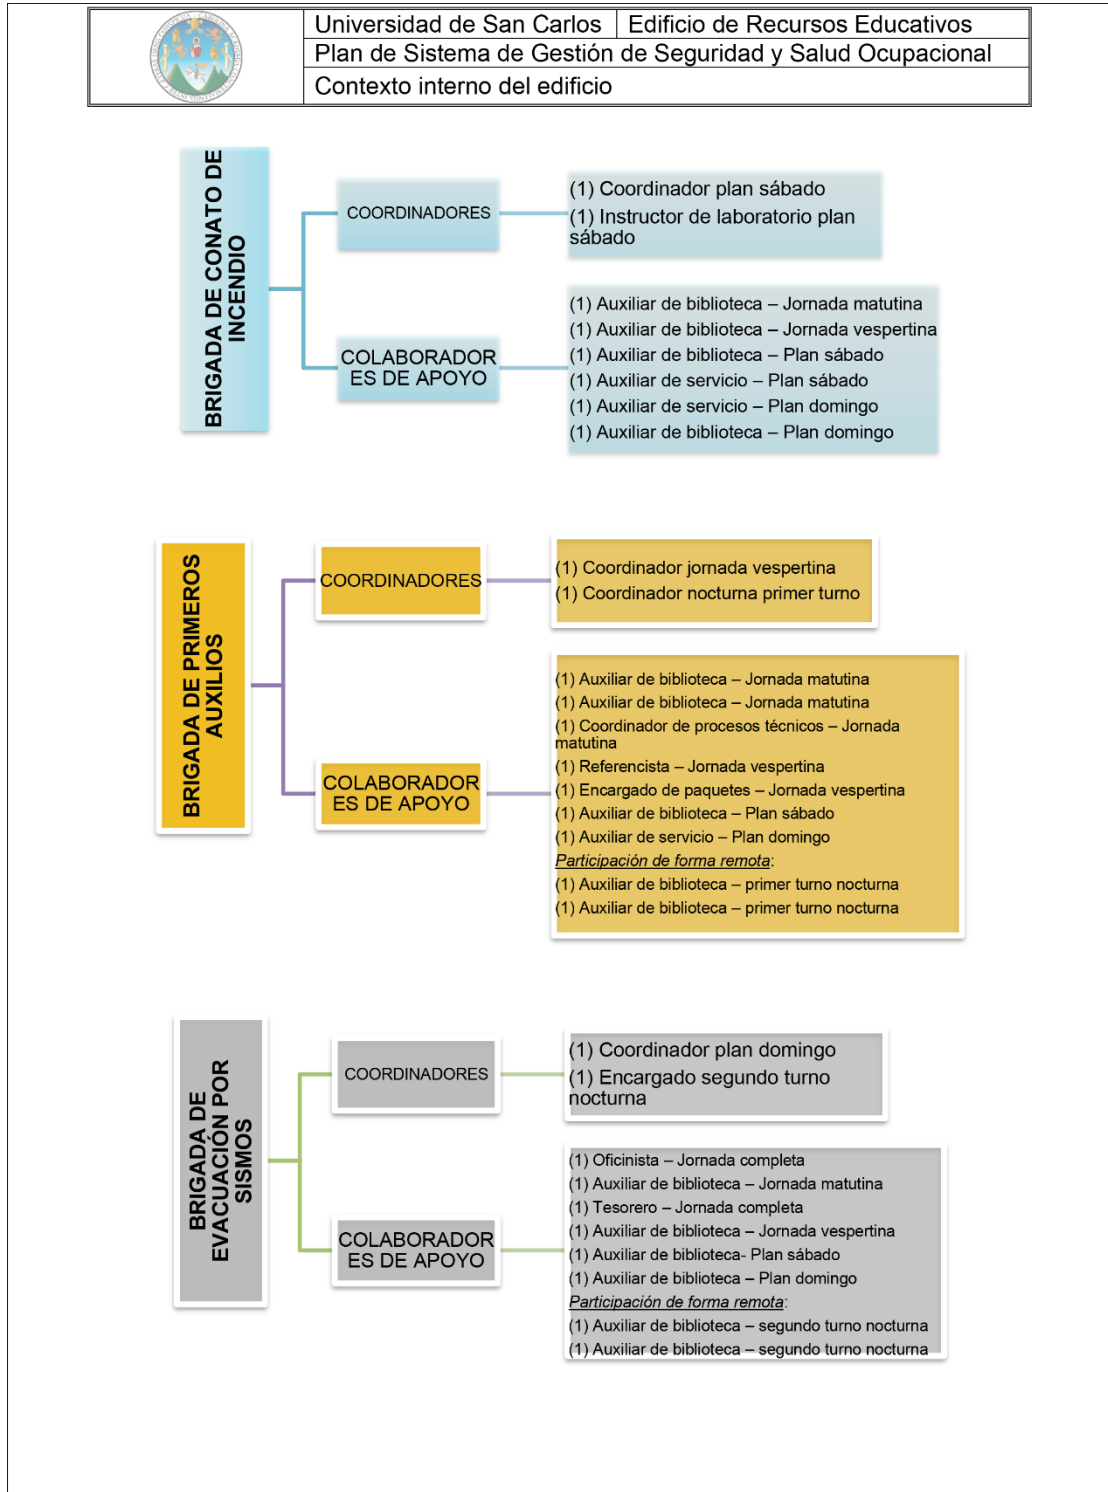 Universidad de San Carlos Edificio de Recursos Educativos
Plan de Sistema de Gestión de Seguridad y Salud Ocupacional
Contexto interno del edificio
BRIGADA DE CONATO DE
INCENDIO
COORDINADORES
(1) Coordinador plan sábado
(1) Instructor de laboratorio plan
sábado
COLABORADOR
ES DE APOYO
(1) Auxiliar de biblioteca – Jornada matutina
(1) Auxiliar de biblioteca – Jornada vespertina
(1) Auxiliar de biblioteca – Plan sábado
(1) Auxiliar de servicio – Plan sábado
(1) Auxiliar de servicio – Plan domingo
(1) Auxiliar de biblioteca – Plan domingo
BRIGADA DE PRIMEROS
AUXILIOS
COORDINADORES
(1) Coordinador jornada vespertina
(1) Coordinador nocturna primer turno
COLABORADOR
ES DE APOYO
(1) Auxiliar de biblioteca – Jornada matutina
(1) Auxiliar de biblioteca – Jornada matutina
(1) Coordinador de procesos técnicos – Jornada
matutina
(1) Referencista – Jornada vespertina
(1) Encargado de paquetes – Jornada vespertina
(1) Auxiliar de biblioteca – Plan sábado
(1) Auxiliar de servicio – Plan domingo
Participación de forma remota:
(1) Auxiliar de biblioteca – primer turno nocturna
(1) Auxiliar de biblioteca – primer turno nocturna
BRIGADA DE
EVACUACIÓN POR
SISMOS
COORDINADORES
(1) Coordinador plan domingo
(1) Encargado segundo turno
nocturna
COLABORADOR
ES DE APOYO
(1) Oficinista – Jornada completa
(1) Auxiliar de biblioteca – Jornada matutina
(1) Tesorero – Jornada completa
(1) Auxiliar de biblioteca – Jornada vespertina
(1) Auxiliar de biblioteca- Plan sábado
(1) Auxiliar de biblioteca – Plan domingo
Participación de forma remota:
(1) Auxiliar de biblioteca – segundo turno nocturna
(1) Auxiliar de biblioteca – segundo turno nocturna